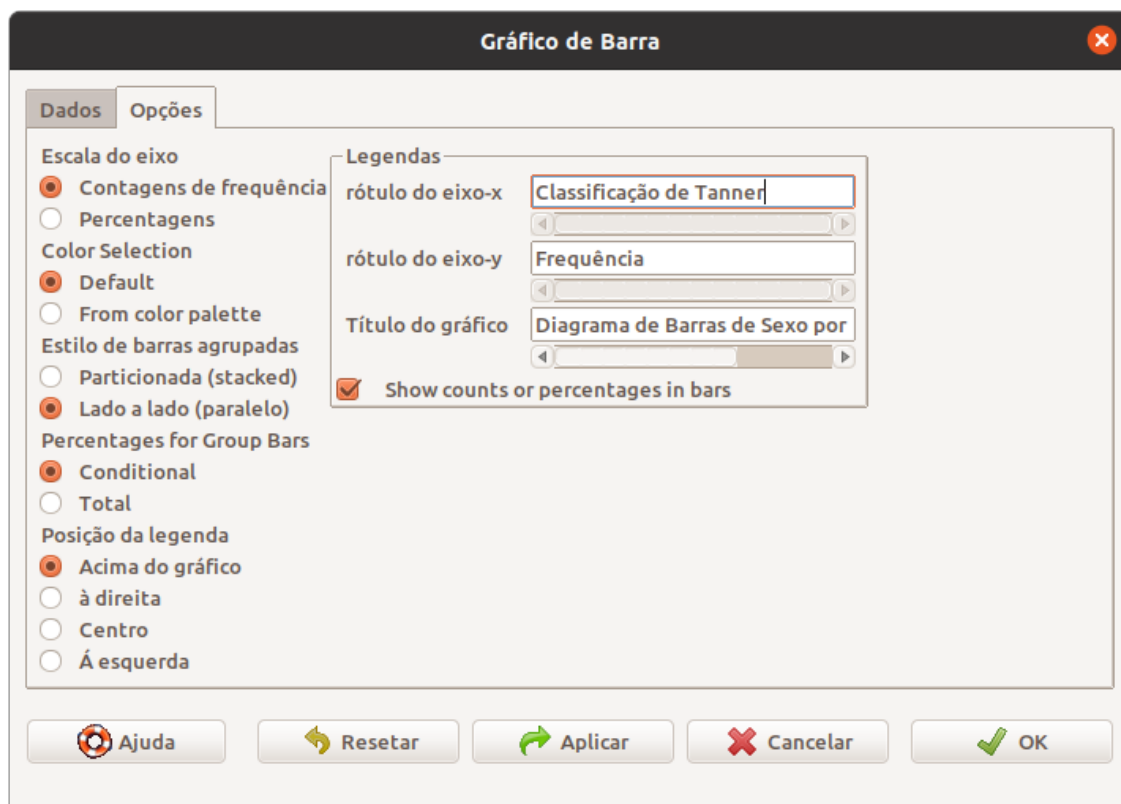 Gráfico de Barra
Dados
Opções
Escala do eixo
Contagens de frequência
Percentagens
Color Selection
Default
From color palette
Estilo de barras agrupadas
Particionada (stacked)
Lado a lado (paralelo)
Percentages for Group Bars
Conditional
Total
Posição da legenda
Acima do gráfico
à direita
Centro
Á esquerda
Legendas
rótulo do eixo-x
Classificação de Tanner
rótulo do eixo-y
Frequência
Título do gráfico
Diagrama de Barras de Sexo por
Show counts or percentages in bars
Ajuda
Resetar
Aplicar
Cancelar
OK